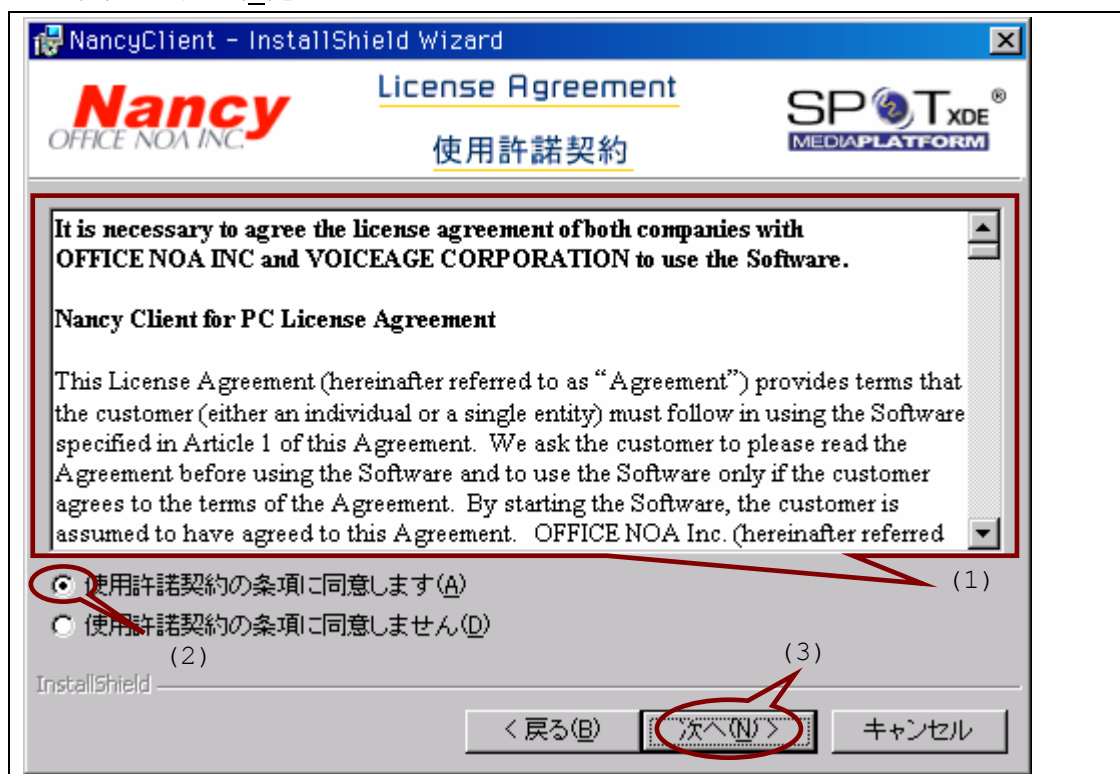 NancyClient - InstallShield Wizard
Nancy
OFFICE NOA INC.
License Agreement
使用許諾契約
SPOT XDE®
MEDIAPLATFORM
It is necessary to agree the license agreement of both companies with
OFFICE NOA INC and VOICEAGE CORPORATION to use the Software.
Nancy Client for PC License Agreement
This License Agreement (hereinafter referred to as “Agreement”) provides terms that
the customer (either an individual or a single entity) must follow in using the Software
specified in Article 1 of this Agreement. We ask the customer to please read the
Agreement before using the Software and to use the Software only if the customer
agrees to the terms of the Agreement. By starting the Software, the customer is
assumed to have agreed to this Agreement. OFFICE NOA Inc. (hereinafter referred
(1)
使用許諾契約の条項に同意します(A)
使用許諾契約の条項に同意しません(D)
(2)
(3)
InstallShield
< 戻る(B)
次へ(N) >
キャンセル